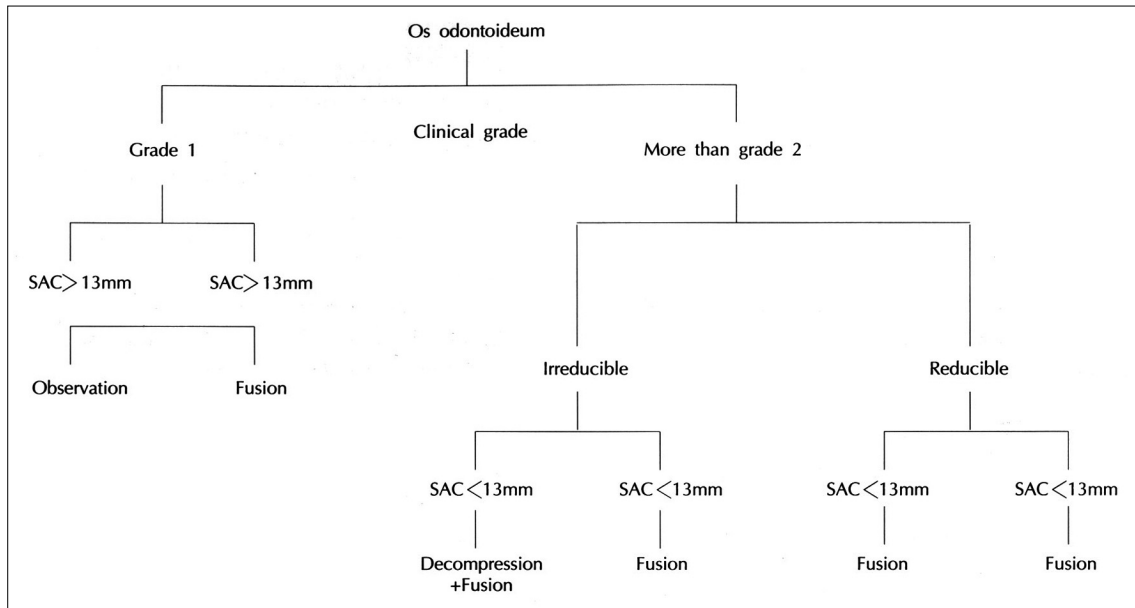 Os odontoideum
Clinical grade
Grade 1
More than grade 2
SAC>13mm
SAC>13mm
Observation
Fusion
Irreducible
Reducible
SAC<13mm
SAC<13mm
SAC<13mm
SAC<13mm
Decompression
+Fusion
Fusion
Fusion
Fusion